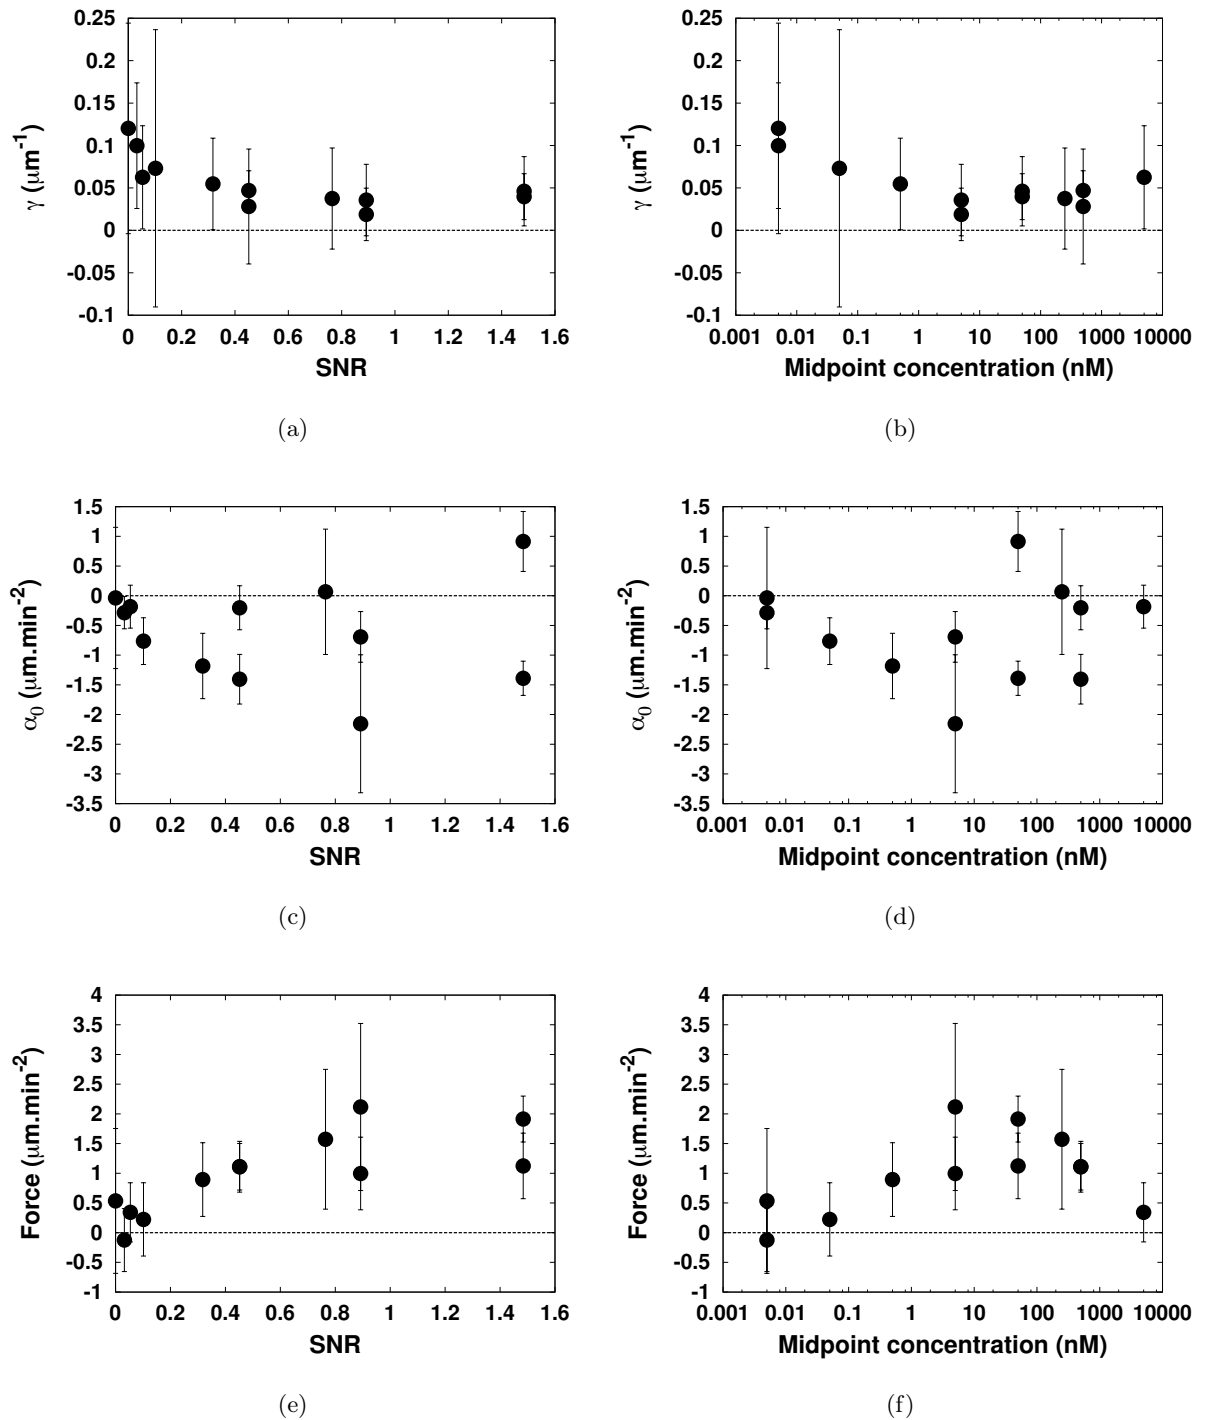 0.25
0.2
0.15
0.1
0.05
0
-0.05
-0.1
γ (μm-1)
0 0.2 0.4 0.6 0.8 1 1.2 1.4 1.6
SNR
(a)
0.25
0.2
0.15
0.1
0.05
0
-0.05
-0.1
γ (μm-1)
0.001 0.01 0.1 1 10 100 1000 10000
Midpoint concentration (nM)
(b)
1.5
1
0.5
0
-0.5
-1
-1.5
-2
-2.5
-3
-3.5
α0 (μm.min-2)
0 0.2 0.4 0.6 0.8 1 1.2 1.4 1.6
SNR
(c)
1.5
1
0.5
0
-0.5
-1
-1.5
-2
-2.5
-3
-3.5
α0 (μm.min-2)
0.001 0.01 0.1 1 10 100 1000 10000
Midpoint concentration (nM)
(d)
4
3.5
3
2.5
2
1.5
1
0.5
0
-0.5
-1
Force (μm.min-2)
0 0.2 0.4 0.6 0.8 1 1.2 1.4 1.6
SNR
(e)
4
3.5
3
2.5
2
1.5
1
0.5
0
-0.5
-1
Force (μm.min-2)
0.001 0.01 0.1 1 10 100 1000 10000
Midpoint concentration (nM)
(f)